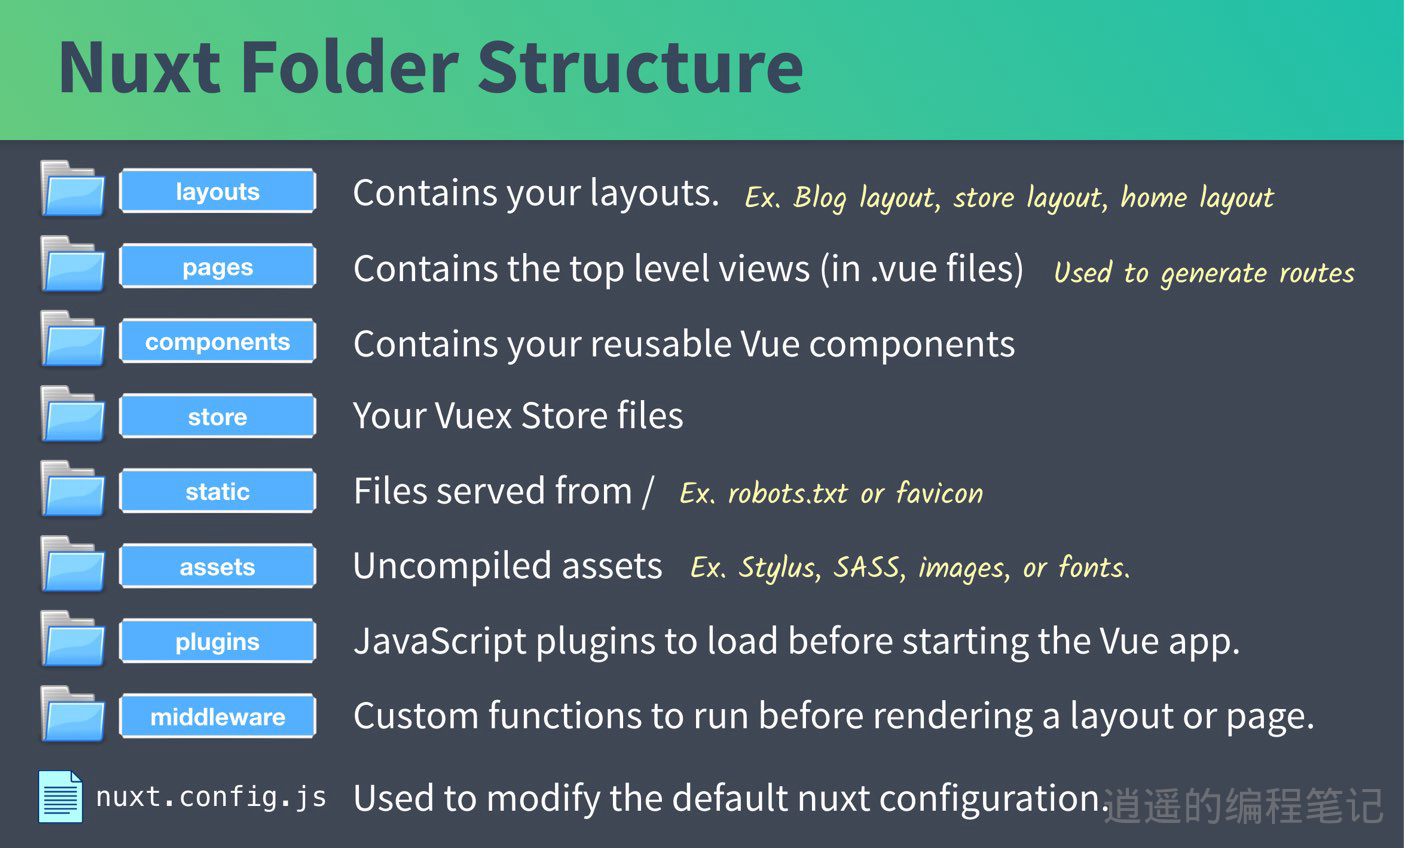 Nuxt Folder Structure
layouts Contains your layouts. Ex. Blog layout, store layout, home layout
pages Contains the top level views (in .vue files) Used to generate routes
components Contains your reusable Vue components
store Your Vuex Store files
static Files served from / Ex. robots.txt or favicon
assets Uncompiled assets Ex. Stylus, SASS, images, or fonts.
plugins JavaScript plugins to load before starting the Vue app.
middleware Custom functions to run before rendering a layout or page.
nuxt.config.js Used to modify the default nuxt configuration.
逍遥的编程笔记